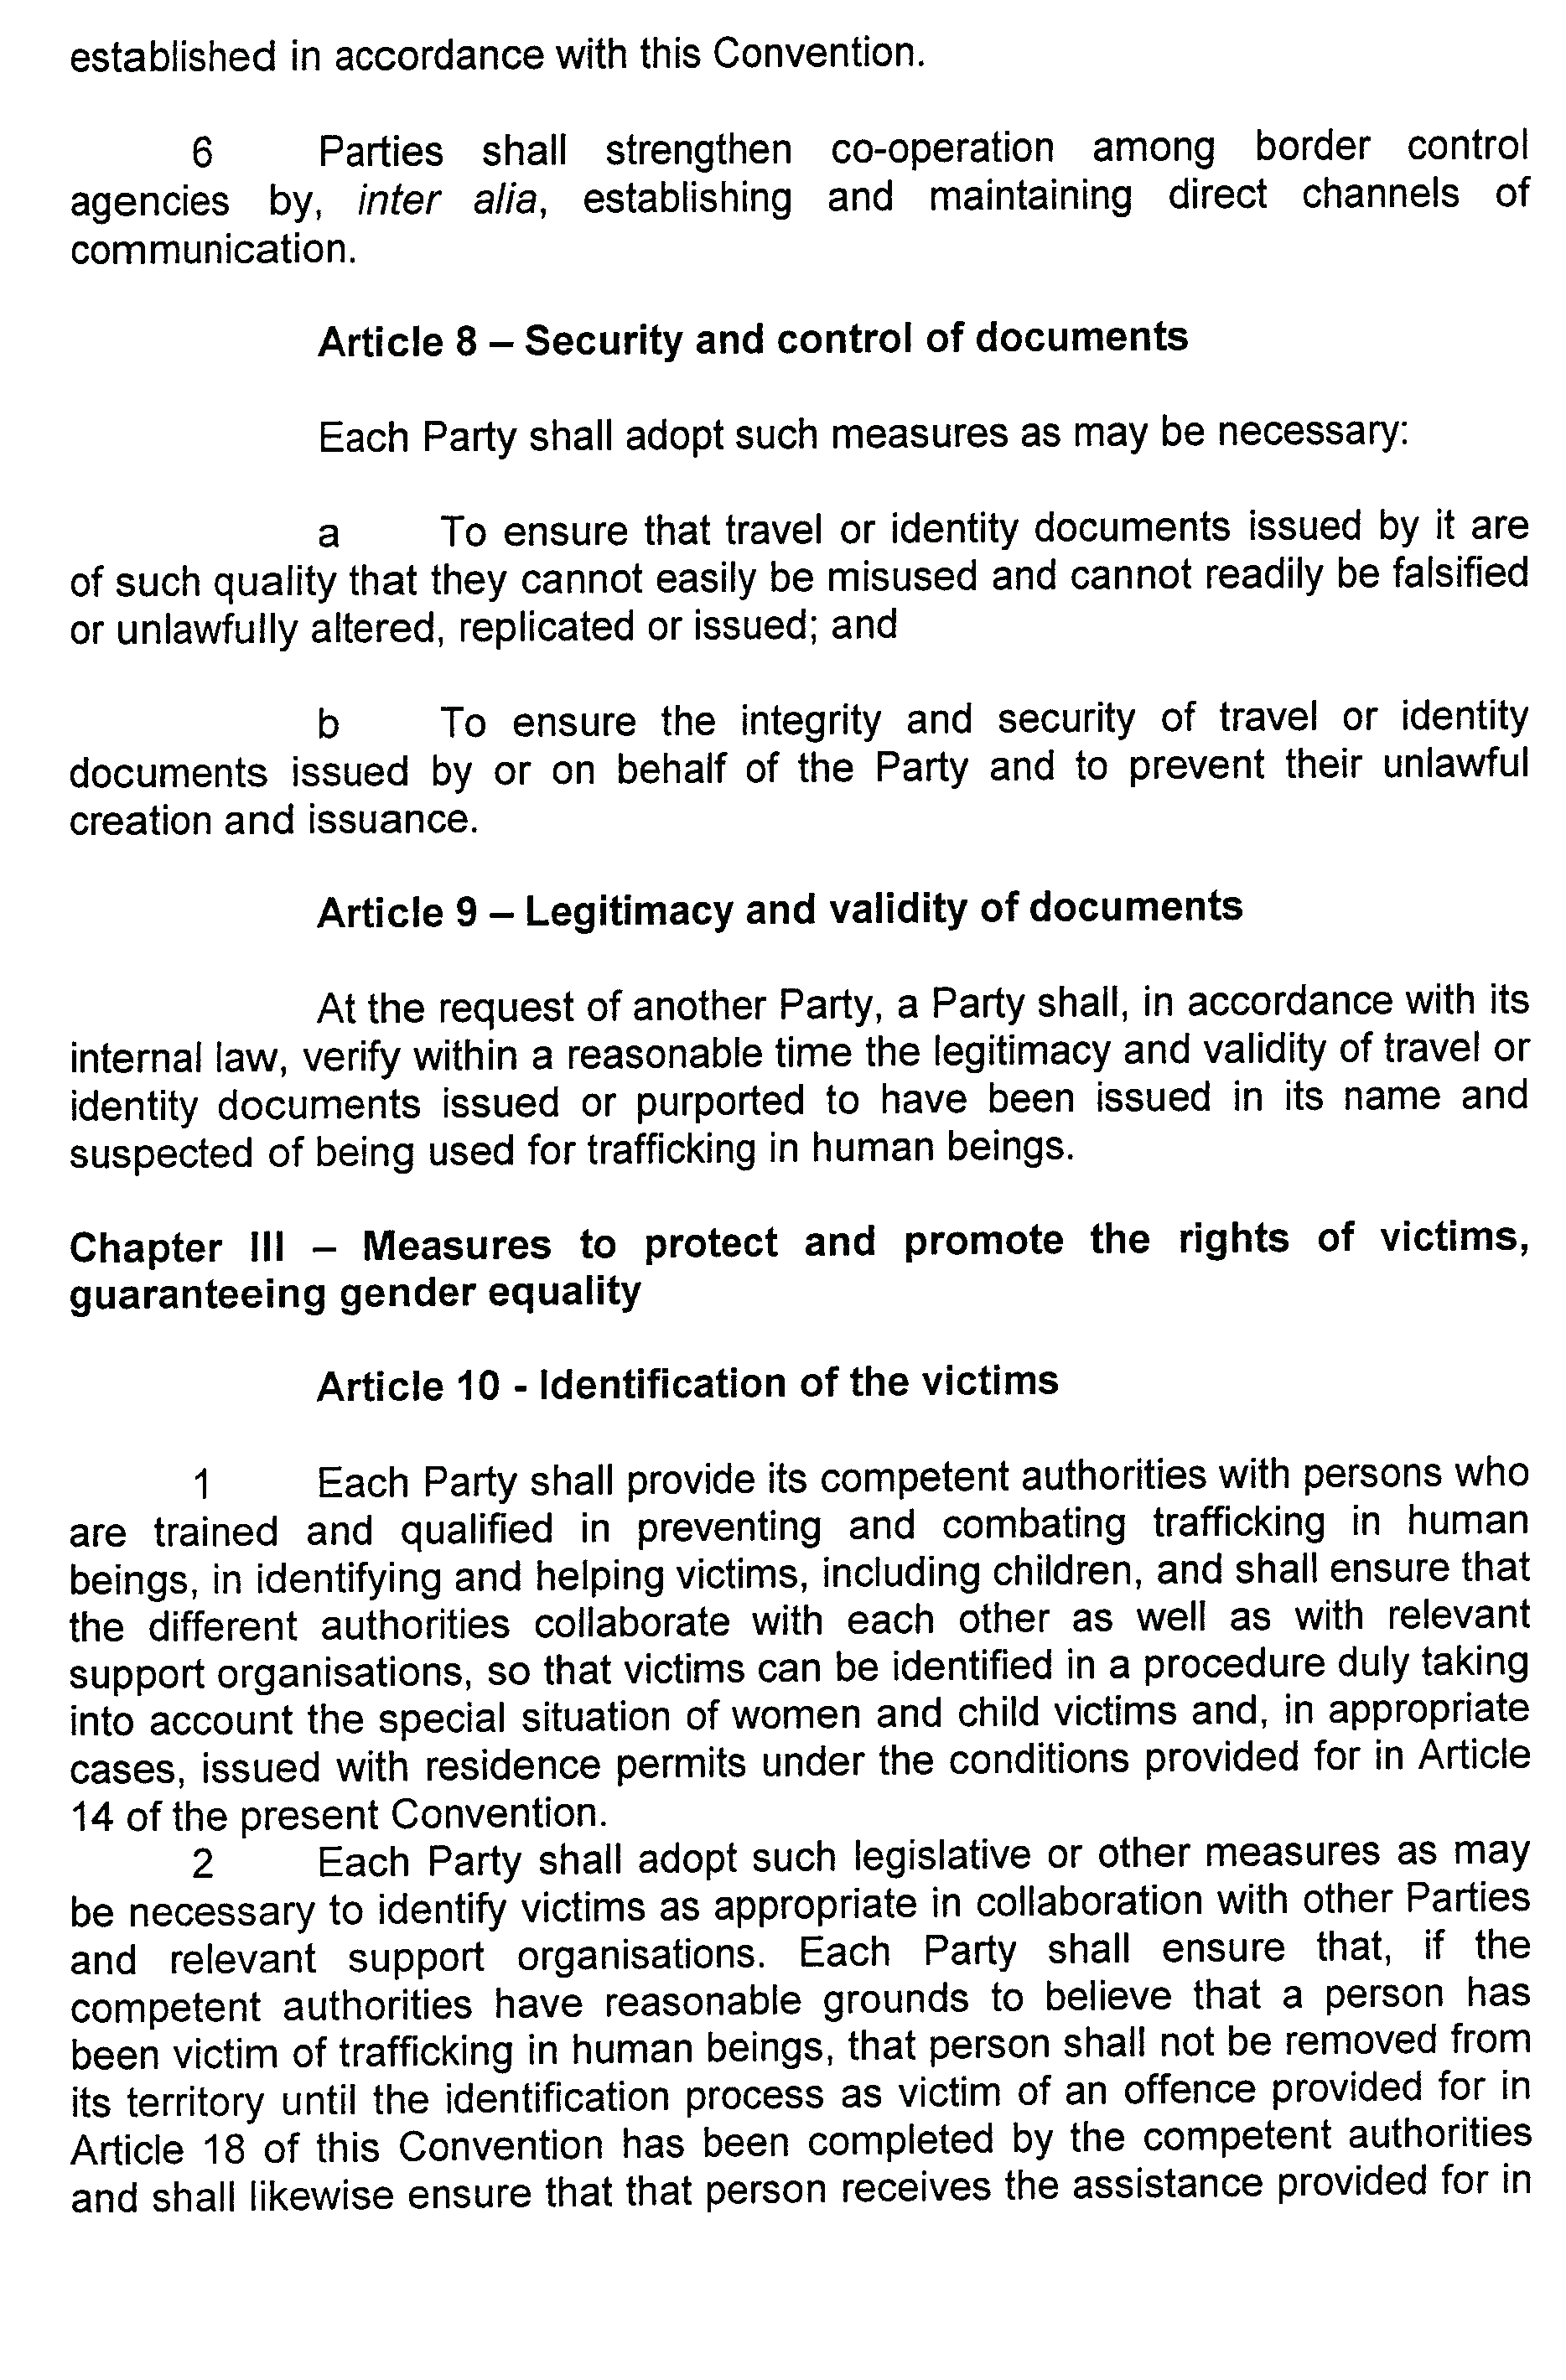 established in accordance with this Convention.
6 Parties shall strengthen co-operation among border control
agencies by, inter alia, establishing and maintaining direct channels of
communication.
Article 8 – Security and control of documents
Each Party shall adopt such measures as may be necessary:
a To ensure that travel or identity documents issued by it are
of such quality that they cannot easily be misused and cannot readily be falsified
or unlawfully altered, replicated or issued; and
b To ensure the integrity and security of travel or identity
documents issued by or on behalf of the Party and to prevent their unlawful
creation and issuance.
Article 9 – Legitimacy and validity of documents
At the request of another Party, a Party shall, in accordance with its
internal law, verify within a reasonable time the legitimacy and validity of travel or
identity documents issued or purported to have been issued in its name and
suspected of being used for trafficking in human beings.
Chapter III – Measures to protect and promote the rights of victims,
guaranteeing gender equality
Article 10 - Identification of the victims
1 Each Party shall provide its competent authorities with persons who
are trained and qualified in preventing and combating trafficking in human
beings, in identifying and helping victims, including children, and shall ensure that
the different authorities collaborate with each other as well as with relevant
support organisations, so that victims can be identified in a procedure duly taking
into account the special situation of women and child victims and, in appropriate
cases, issued with residence permits under the conditions provided for in Article
14 of the present Convention.
2 Each Party shall adopt such legislative or other measures as may
be necessary to identify victims as appropriate in collaboration with other Parties
and relevant support organisations. Each Party shall ensure that, if the
competent authorities have reasonable grounds to believe that a person has
been victim of trafficking in human beings, that person shall not be removed from
its territory until the identification process as victim of an offence provided for in
Article 18 of this Convention has been completed by the competent authorities
and shall likewise ensure that that person receives the assistance provided for in